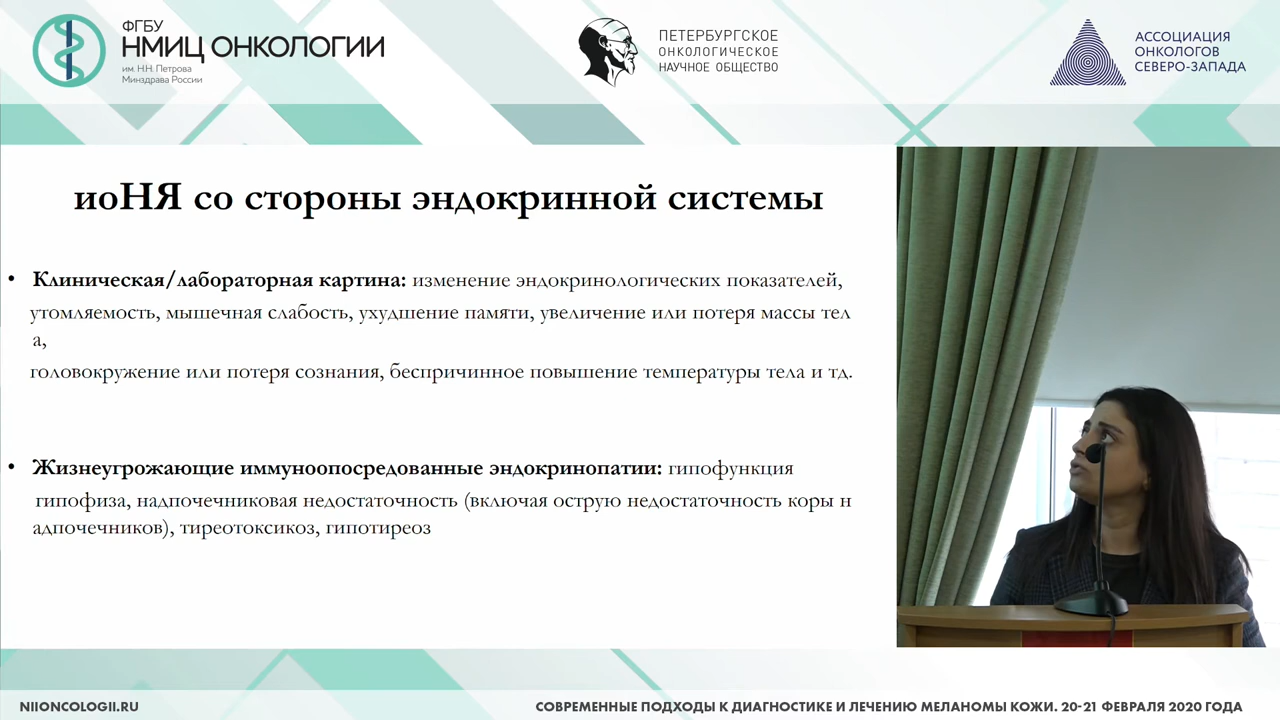 ФГБУ
НМИЦ ОНКОЛОГИИ
им. Н.Н. Петрова
Минздрава России
ПЕТЕРБУРГСКОЕ
ОНКОЛОГИЧЕСКОЕ
НАУЧНОЕ ОБЩЕСТВО
АССОЦИАЦИЯ
ОНКОЛОГОВ
СЕВЕРО-ЗАПАДА
иоНЯ со стороны эндокринной системы
• Клиническая/лабораторная картина: изменение эндокринологических показателей,
утомляемость, мышечная слабость, ухудшение памяти, увеличение или потеря массы тел
а,
головокружение или потеря сознания, беспричинное повышение температуры тела и тд.
• Жизнеугрожающие иммуноопосредованные эндокринопатии: гипофункция
гипофиза, надпочечниковая недостаточность (включая острую недостаточность коры н
адпочечников), тиреотоксикоз, гипотиреоз
NIIONCOLOGII.RU
СОВРЕМЕННЫЕ ПОДХОДЫ К ДИАГНОСТИКЕ И ЛЕЧЕНИЮ МЕЛАНОМЫ КОЖИ. 20-21 ФЕВРАЛЯ 2020 ГОДА